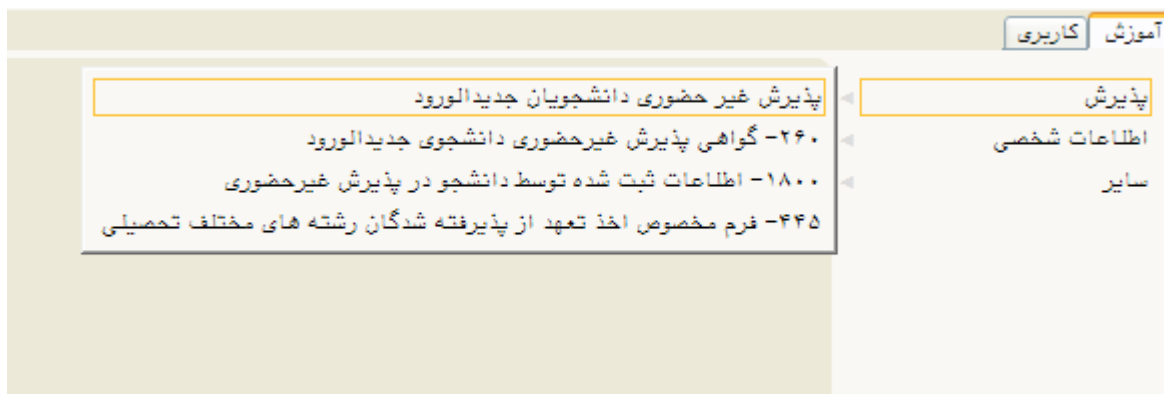 آموزش
کاربری
پذیرش
اطلاعات شخصی
سایر
پذیرش غیر حضوری دانشجویان جدیدالورود
۲۶۰- گواهی پذیرش غیرحضوری دانشجوی جدیدالورود
۱۸۰۰- اطلاعات ثبت شده توسط دانشجو در پذیرش غیرحضوری
۴۴۵- فرم مخصوص اخذ تعهد از پذیرفته شدگان رشته های مختلف تحصیلی